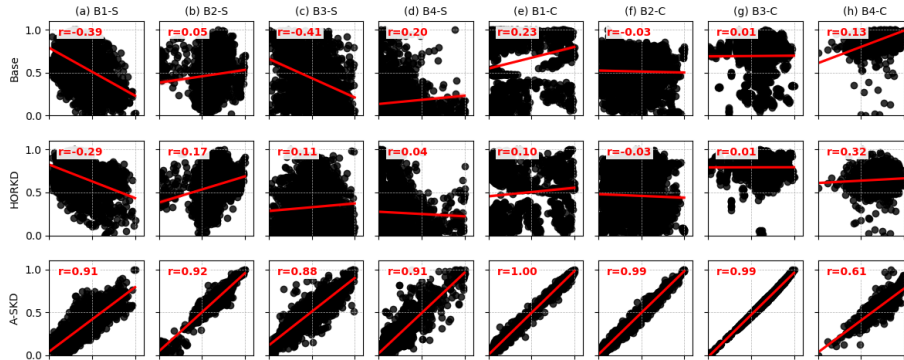 (a) B1-S (b) B2-S (c) B3-S (d) B4-S (e) B1-C (f) B2-C (g) B3-C (h) B4-C
Base 1.0 0.5 0.0 r=-0.39 r=0.05 r=-0.41 r=0.20 r=0.23 r=-0.03 r=0.01 r=0.13
HORKD 1.0 0.5 0.0 r=-0.29 r=0.17 r=0.11 r=0.04 r=0.10 r=-0.03 r=0.01 r=0.32
A-SKD 1.0 0.5 0.0 r=0.91 r=0.92 r=0.88 r=0.91 r=1.00 r=0.99 r=0.99 r=0.61